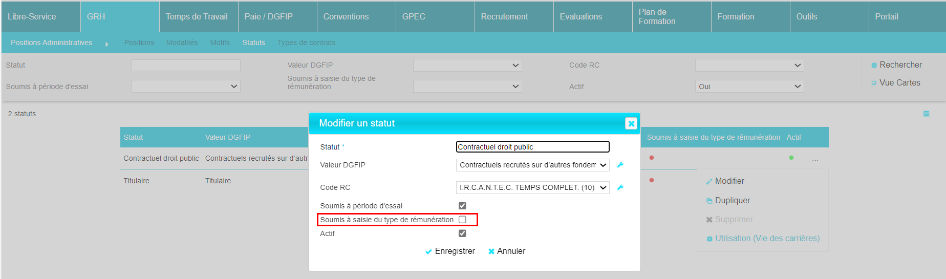 Libre-Service GRH Temps de Travail Paie / DGFIP Conventions GPEC Recrutement Evaluations Plan de Formation Formation Outils Portail
Positions Administratives Positions Modalités Motifs Statuts Types de contrats
Statut Valeur DGFIP Code RC Rechercher
Soumis à période d'essai Soumis à saisie du type de rémunération Actif Oui Vue Cartes
2 statuts
Modifier un statut
Statut Valeur DGFIP Soumis à saisie du type de rémunération Actif
Statut * Contractuel droit public
Contractuel droit public Contractuels recrutés sur d'autr ...
Valeur DGFIP Contractuels recrutés sur d'autres fondem
Titulaire Titulaire
Code RC I.R.C.A.N.T.E.C. TEMPS COMPLET. (10)
Soumis à période d'essai
Soumis à saisie du type de rémunération
Actif
Enregistrer Annuler
Modifier
Dupliquer
Supprimer
Utilisation (Vie des carrières)